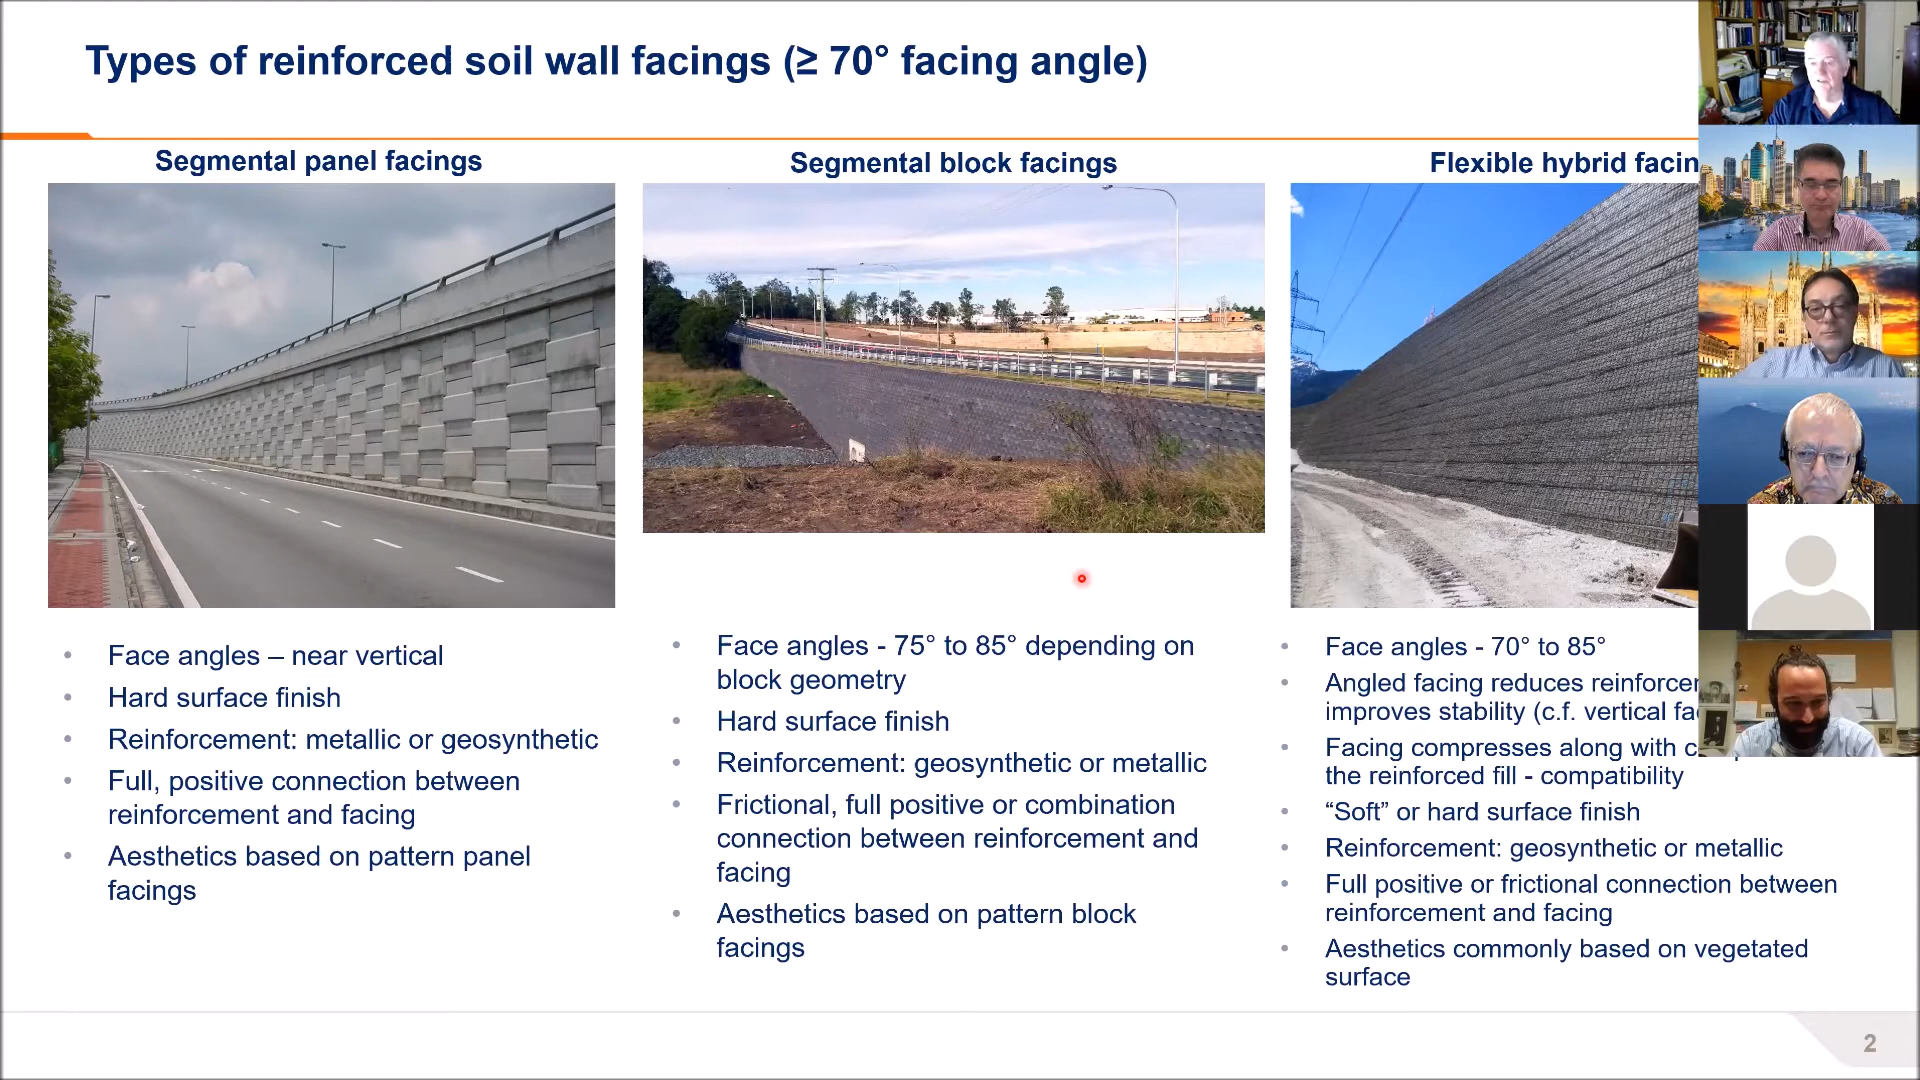 Types of reinforced soil wall facings (≥ 70° facing angle)
Segmental panel facings
• Face angles – near vertical
• Hard surface finish
• Reinforcement: metallic or geosynthetic
• Full, positive connection between
reinforcement and facing
• Aesthetics based on pattern panel
facings
Segmental block facings
• Face angles - 75° to 85° depending on
block geometry
• Hard surface finish
• Reinforcement: geosynthetic or metallic
• Frictional, full positive or combination
connection between reinforcement and
facing
• Aesthetics based on pattern block
facings
Flexible hybrid
• Face angles - 70° to 85°
• Angled facing reduces
improves stability (c.f. vertical
• Facing compresses along with
the reinforced fill - compatibility
• “Soft” or hard surface finish
• Reinforcement: geosynthetic or metallic
• Full positive or frictional connection between
reinforcement and facing
• Aesthetics commonly based on vegetated
surface
2